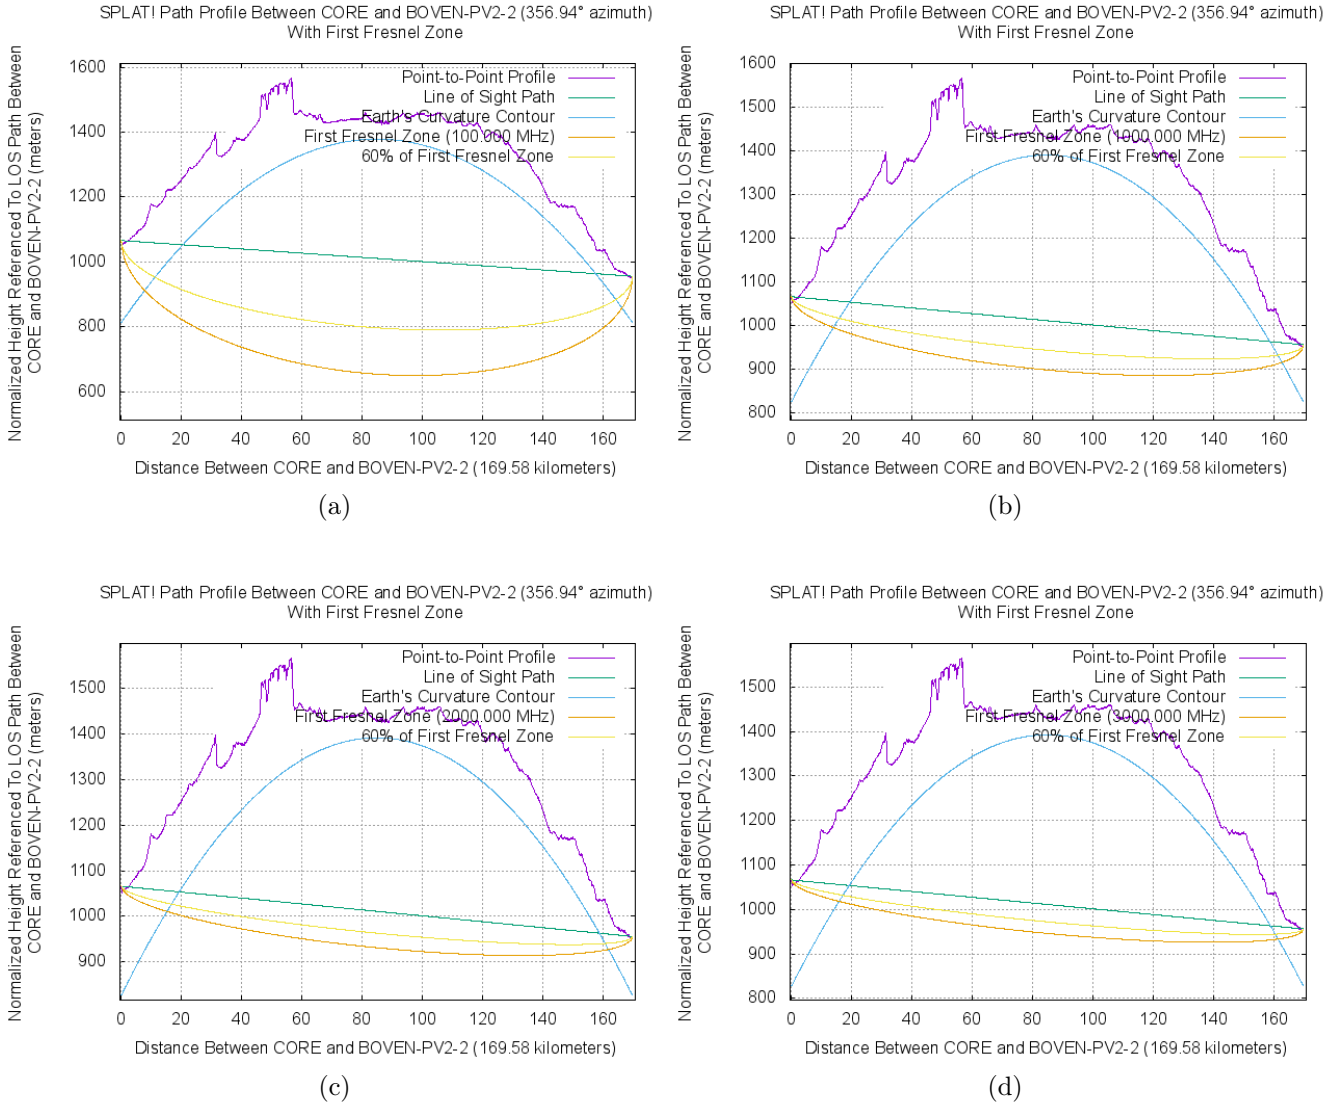 SPLAT! Path Profile Between CORE and BOVEN-PV2-2 (356.94° azimuth)
With First Fresnel Zone
Normalized Height Referenced To LOS Path Between
CORE and BOVEN-PV2-2 (meters)
1600
1400
1200
1000
800
600
Point-to-Point Profile
Line of Sight Path
Earth's Curvature Contour
First Fresnel Zone (100.000 MHz)
60% of First Fresnel Zone
0 20 40 60 80 100 120 140 160
Distance Between CORE and BOVEN-PV2-2 (169.58 kilometers)
(a)
SPLAT! Path Profile Between CORE and BOVEN-PV2-2 (356.94° azimuth)
With First Fresnel Zone
Normalized Height Referenced To LOS Path Between
CORE and BOVEN-PV2-2 (meters)
1600
1500
1400
1300
1200
1100
1000
900
800
Point-to-Point Profile
Line of Sight Path
Earth's Curvature Contour
First Fresnel Zone (1000.000 MHz)
60% of First Fresnel Zone
0 20 40 60 80 100 120 140 160
Distance Between CORE and BOVEN-PV2-2 (169.58 kilometers)
(b)
SPLAT! Path Profile Between CORE and BOVEN-PV2-2 (356.94° azimuth)
With First Fresnel Zone
Normalized Height Referenced To LOS Path Between
CORE and BOVEN-PV2-2 (meters)
1500
1400
1300
1200
1100
1000
900
Point-to-Point Profile
Line of Sight Path
Earth's Curvature Contour
First Fresnel Zone (2000.000 MHz)
60% of First Fresnel Zone
0 20 40 60 80 100 120 140 160
Distance Between CORE and BOVEN-PV2-2 (169.58 kilometers)
(c)
SPLAT! Path Profile Between CORE and BOVEN-PV2-2 (356.94° azimuth)
With First Fresnel Zone
Normalized Height Referenced To LOS Path Between
CORE and BOVEN-PV2-2 (meters)
1500
1400
1300
1200
1100
1000
900
800
Point-to-Point Profile
Line of Sight Path
Earth's Curvature Contour
First Fresnel Zone (3000.000 MHz)
60% of First Fresnel Zone
0 20 40 60 80 100 120 140 160
Distance Between CORE and BOVEN-PV2-2 (169.58 kilometers)
(d)